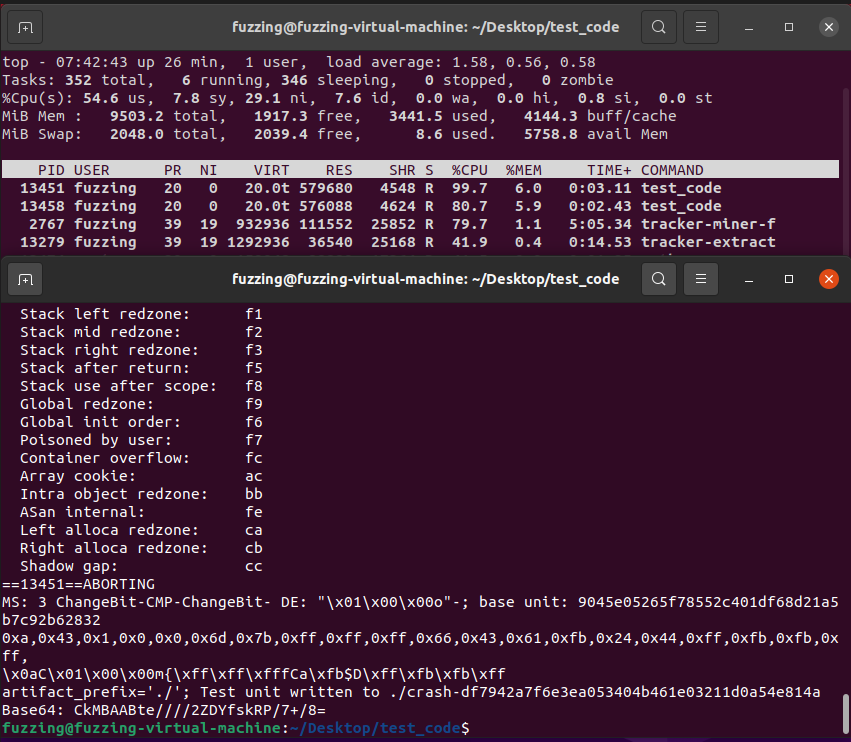 fuzzing@fuzzing-virtual-machine: ~/Desktop/test_code
top - 07:42:43 up 26 min,  1 user,  load average: 1.58, 0.56, 0.58
Tasks: 352 total,   6 running, 346 sleeping,   0 stopped,   0 zombie
%Cpu(s): 54.6 us,  7.8 sy, 29.1 ni,  7.6 id,  0.0 wa,  0.0 hi,  0.8 si,  0.0 st
MiB Mem :   9503.2 total,   1917.3 free,   3441.5 used,   4144.3 buff/cache
MiB Swap:   2048.0 total,   2039.4 free,      8.6 used.   5758.8 avail Mem
    PID USER      PR  NI    VIRT    RES    SHR S  %CPU  %MEM     TIME+ COMMAND
  13451 fuzzing   20   0   20.0t 579680   4548 R  99.7   6.0   0:03.11 test_code
  13458 fuzzing   20   0   20.0t 576088   4624 R  80.7   5.9   0:02.43 test_code
   2767 fuzzing   39  19  932936 111552  25852 R  79.7   1.1   5:05.34 tracker-miner-f
  13279 fuzzing   39  19 1292936  36540  25168 R  41.9   0.4   0:14.53 tracker-extract
fuzzing@fuzzing-virtual-machine: ~/Desktop/test_code
  Stack left redzone:      f1
  Stack mid redzone:       f2
  Stack right redzone:     f3
  Stack after return:      f5
  Stack use after scope:   f8
  Global redzone:          f9
  Global init order:       f6
  Poisoned by user:        f7
  Container overflow:      fc
  Array cookie:            ac
  Intra object redzone:    bb
  ASan internal:           fe
  Left alloca redzone:     ca
  Right alloca redzone:    cb
  Shadow gap:              cc
==13451==ABORTING
MS: 3 ChangeBit-CMP-ChangeBit- DE: "\x01\x00\x00o"-; base unit: 9045e05265f78552c401df68d21a5
b7c92b62832
0xa,0x43,0x1,0x0,0x0,0x6d,0x7b,0xff,0xff,0xff,0x66,0x43,0x61,0xfb,0x24,0x44,0xff,0xfb,0xfb,0x
ff,
\x0aC\x01\x00\x00m{\xff\xff\xfffCa\xfb$D\xff\xfb\xfb\xff
artifact_prefix='./'; Test unit written to ./crash-df7942a7f6e3ea053404b461e03211d0a54e814a
Base64: CkMBAABte////2ZDYfskRP/7+/8=
fuzzing@fuzzing-virtual-machine:~/Desktop/test_code$